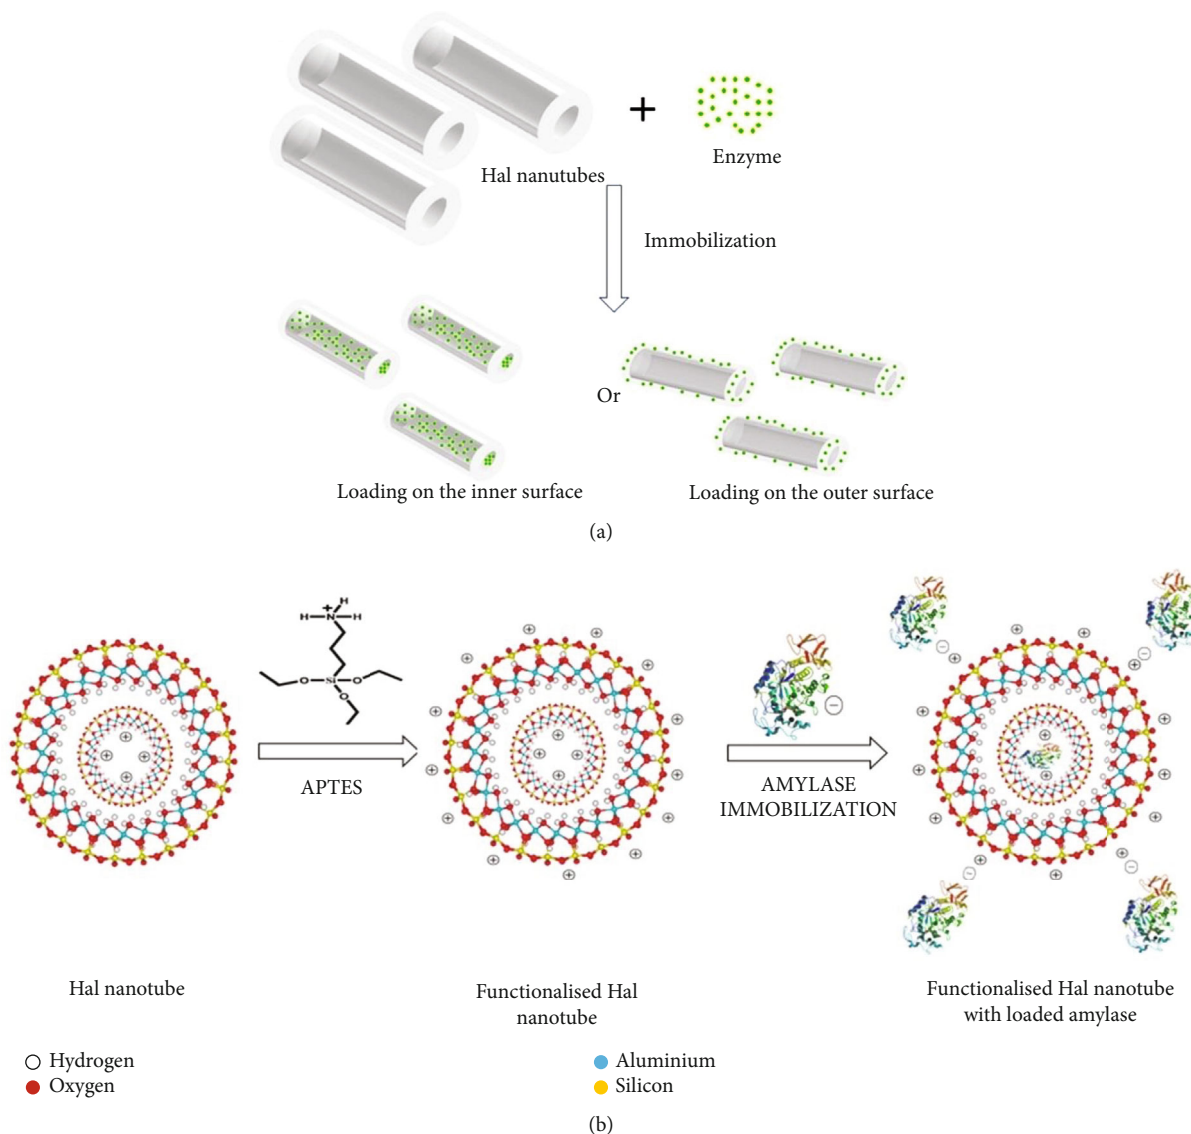 +
Enzyme
Hal nanutubes
Immobilization
Or
Loading on the inner surface
Loading on the outer surface
(a)
H
H
+
N
H
O
Si
O
O
APTES
AMYLASE
IMMOBILIZATION
Hal nanotube
Functionalised Hal
nanotube
Functionalised Hal nanotube
with loaded amylase
Hydrogen
Oxygen
Aluminium
Silicon
(b)